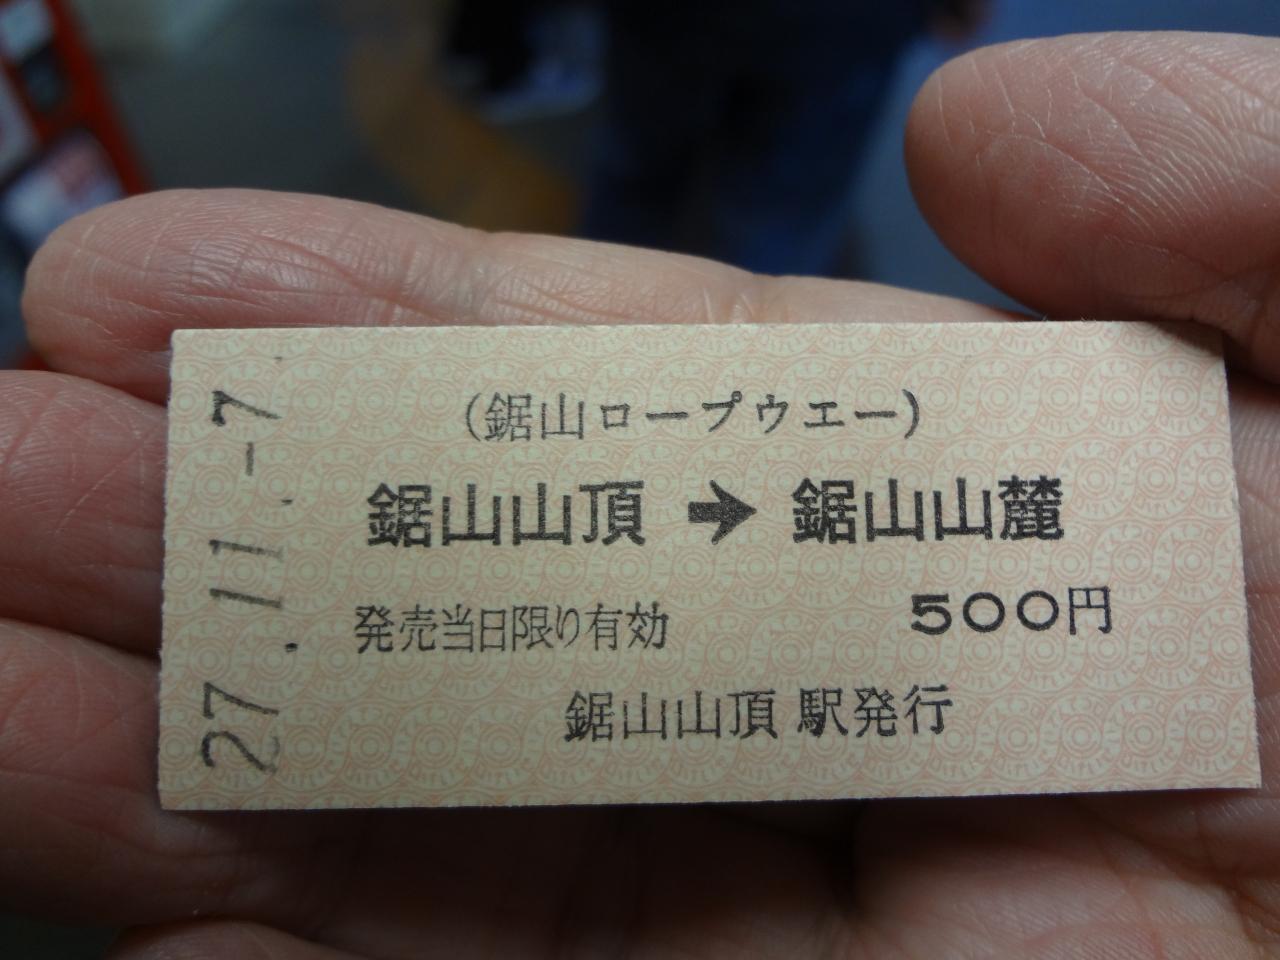 (鋸山ロープウエー)
鋸山山頂 ➡ 鋸山山麓
発売当日限り有効 500円
鋸山山頂 駅発行
27.11.-7.